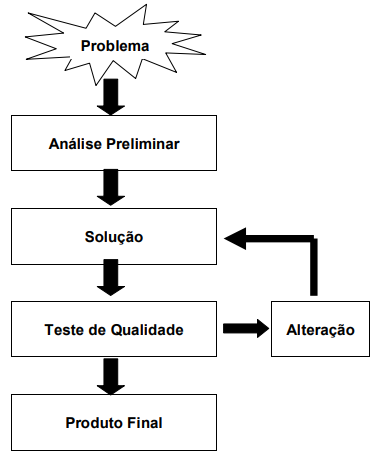 Problema
Análise Preliminar
Solução
Teste de Qualidade
Alteração
Produto Final